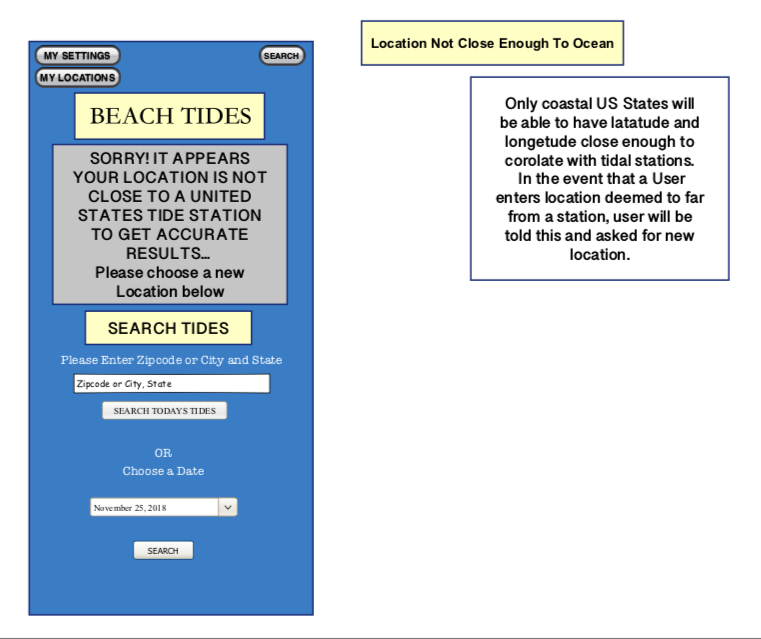 MY SETTINGS
SEARCH
MY LOCATIONS
BEACH TIDES
SORRY! IT APPEARS
YOUR LOCATION IS NOT
CLOSE TO A UNITED
STATES TIDE STATION
TO GET ACCURATE
RESULTS...
Please choose a new
Location below
SEARCH TIDES
Please Enter Zipcode or City and State
Zipcode or City, State
SEARCH TODAYS TIDES
OR
Choose a Date
November 25, 2018
SEARCH
Location Not Close Enough To Ocean
Only coastal US States will
be able to have latatude and
longetude close enough to
corolate with tidal stations.
In the event that a User
enters location deemed to far
from a station, user will be
told this and asked for new
location.